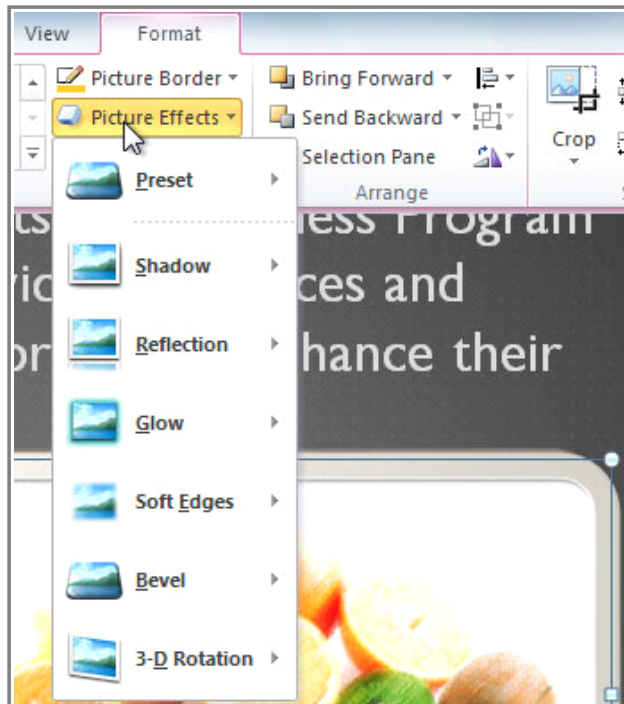 View Format
Picture Border
Bring Forward
Picture Effects
Send Backward
Crop
Selection Pane
Arrange
Preset
Shadow
Reflection
Glow
Soft Edges
Bevel
3-D Rotation
ess Program
ces and
hance their